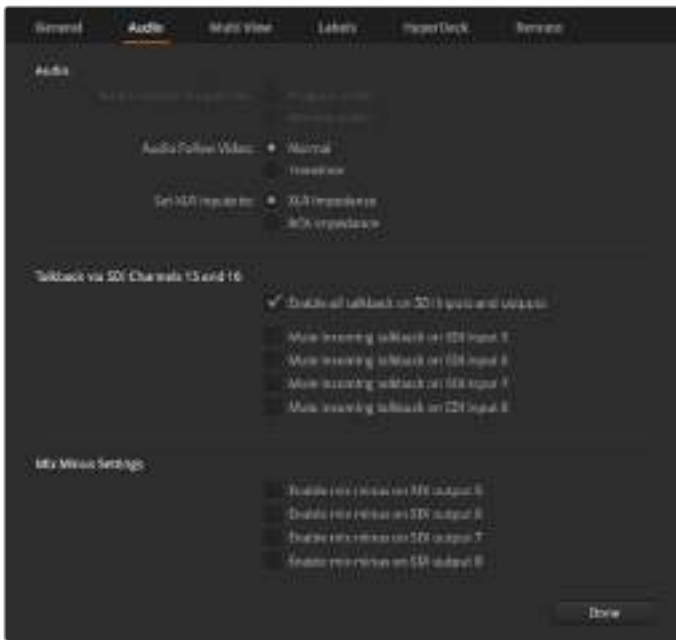 General Audio Multi View Labels HyperDeck Remote
Audio
Audio Follow Video: Normal
Transition
Set XLR inputs to: XLR Impedance
RCA Impedance
Talkback via SDI Channels 15 and 16
Enable all talkback on SDI inputs and outputs
Mute incoming talkback on SDI input 5
Mute incoming talkback on SDI input 6
Mute incoming talkback on SDI input 7
Mute incoming talkback on SDI input 8
Mix Minus Settings
Enable mix minus on SDI output 5
Enable mix minus on SDI output 6
Enable mix minus on SDI output 7
Enable mix minus on SDI output 8
Done